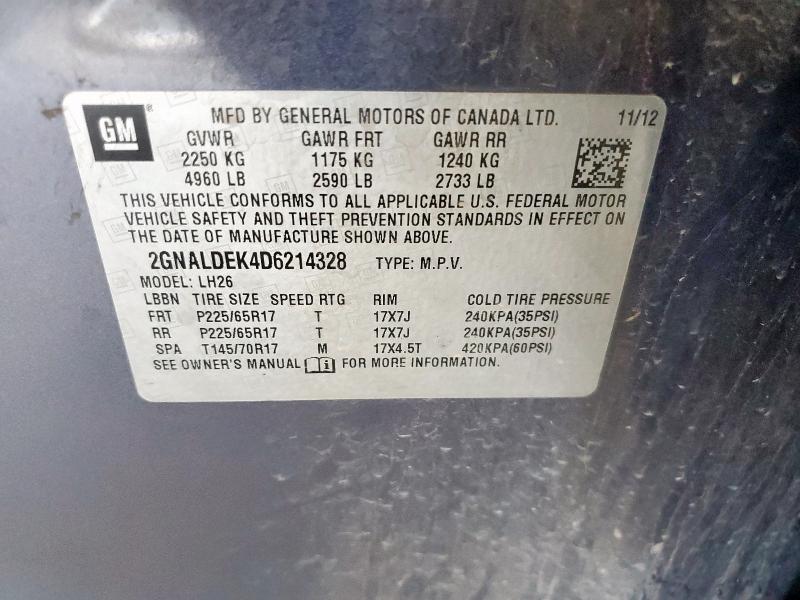 GM ® MFD BY GENERAL MOTORS OF CANADA LTD. 11/12
GVWR GAWR FRT GAWR RR
2250 KG 1175 KG 1240 KG
4960 LB 2590 LB 2733 LB
THIS VEHICLE CONFORMS TO ALL APPLICABLE U.S. FEDERAL MOTOR
VEHICLE SAFETY AND THEFT PREVENTION STANDARDS IN EFFECT ON
THE DATE OF MANUFACTURE SHOWN ABOVE.
2GNALDEK4D6214328 TYPE: M.P.V.
MODEL: LH26
LBBN TIRE SIZE SPEED RTG RIM COLD TIRE PRESSURE
FRT P225/65R17 T 17X7J 240KPA(35PSI)
RR P225/65R17 T 17X7J 240KPA(35PSI)
SPA T145/70R17 M 17X4.5T 420KPA(60PSI)
SEE OWNER'S MANUAL i FOR MORE INFORMATION.